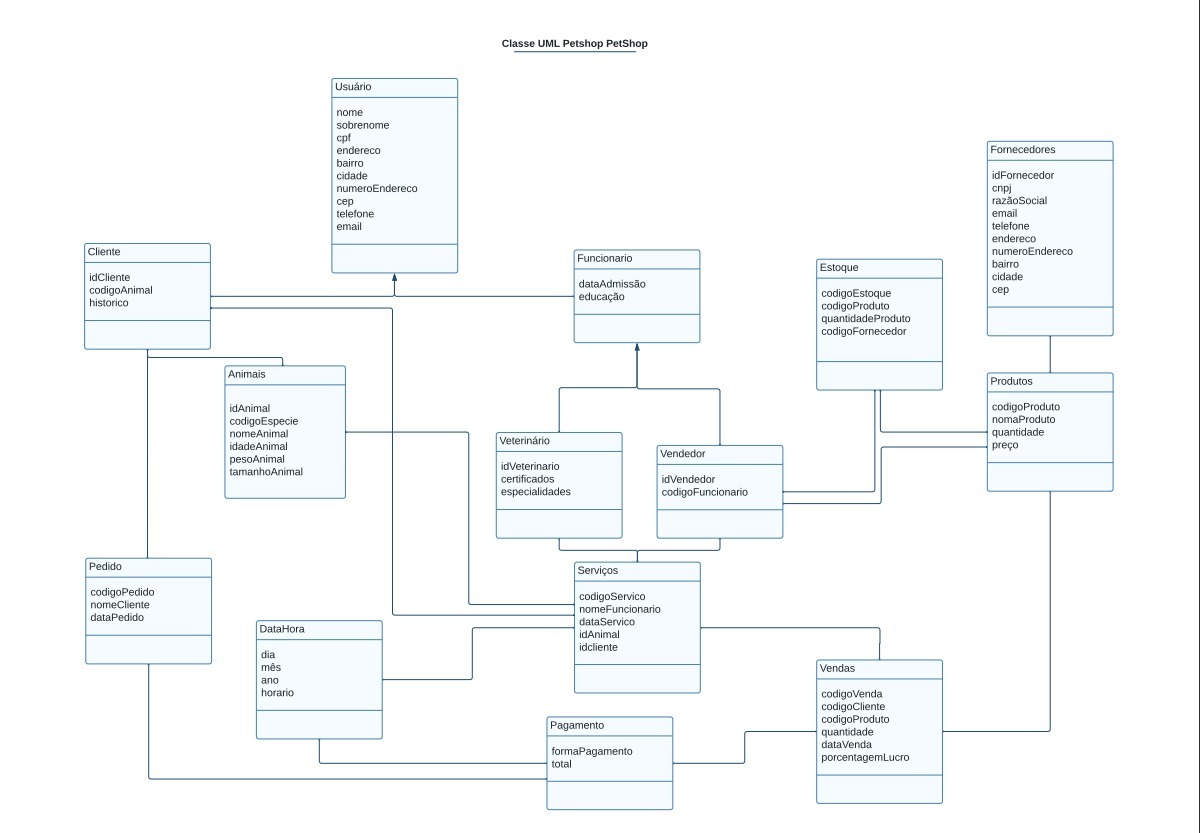 Classe UML Petshop PetShop
Usuário
nome
sobrenome
cpf
endereco
bairro
cidade
numeroEndereco
cep
telefone
email
Fornecedores
idFornecedor
cnpj
razãoSocial
email
telefone
endereco
numeroEndereco
bairro
cidade
cep
Cliente
idCliente
codigoAnimal
historico
Funcionario
dataAdmissão
educação
Estoque
codigoEstoque
codigoProduto
quantidadeProduto
codigoFornecedor
Animais
idAnimal
codigoEspecie
nomeAnimal
idadeAnimal
pesoAnimal
tamanhoAnimal
Produtos
codigoProduto
nomaProduto
quantidade
preço
Veterinário
idVeterinario
certificados
especialidades
Vendedor
idVendedor
codigoFuncionario
Pedido
codigoPedido
nomeCliente
dataPedido
Serviços
codigoServico
nomeFuncionario
dataServico
idAnimal
idcliente
DataHora
dia
mês
ano
horario
Vendas
codigoVenda
codigoCliente
codigoProduto
quantidade
dataVenda
porcentagemLucro
Pagamento
formaPagamento
total